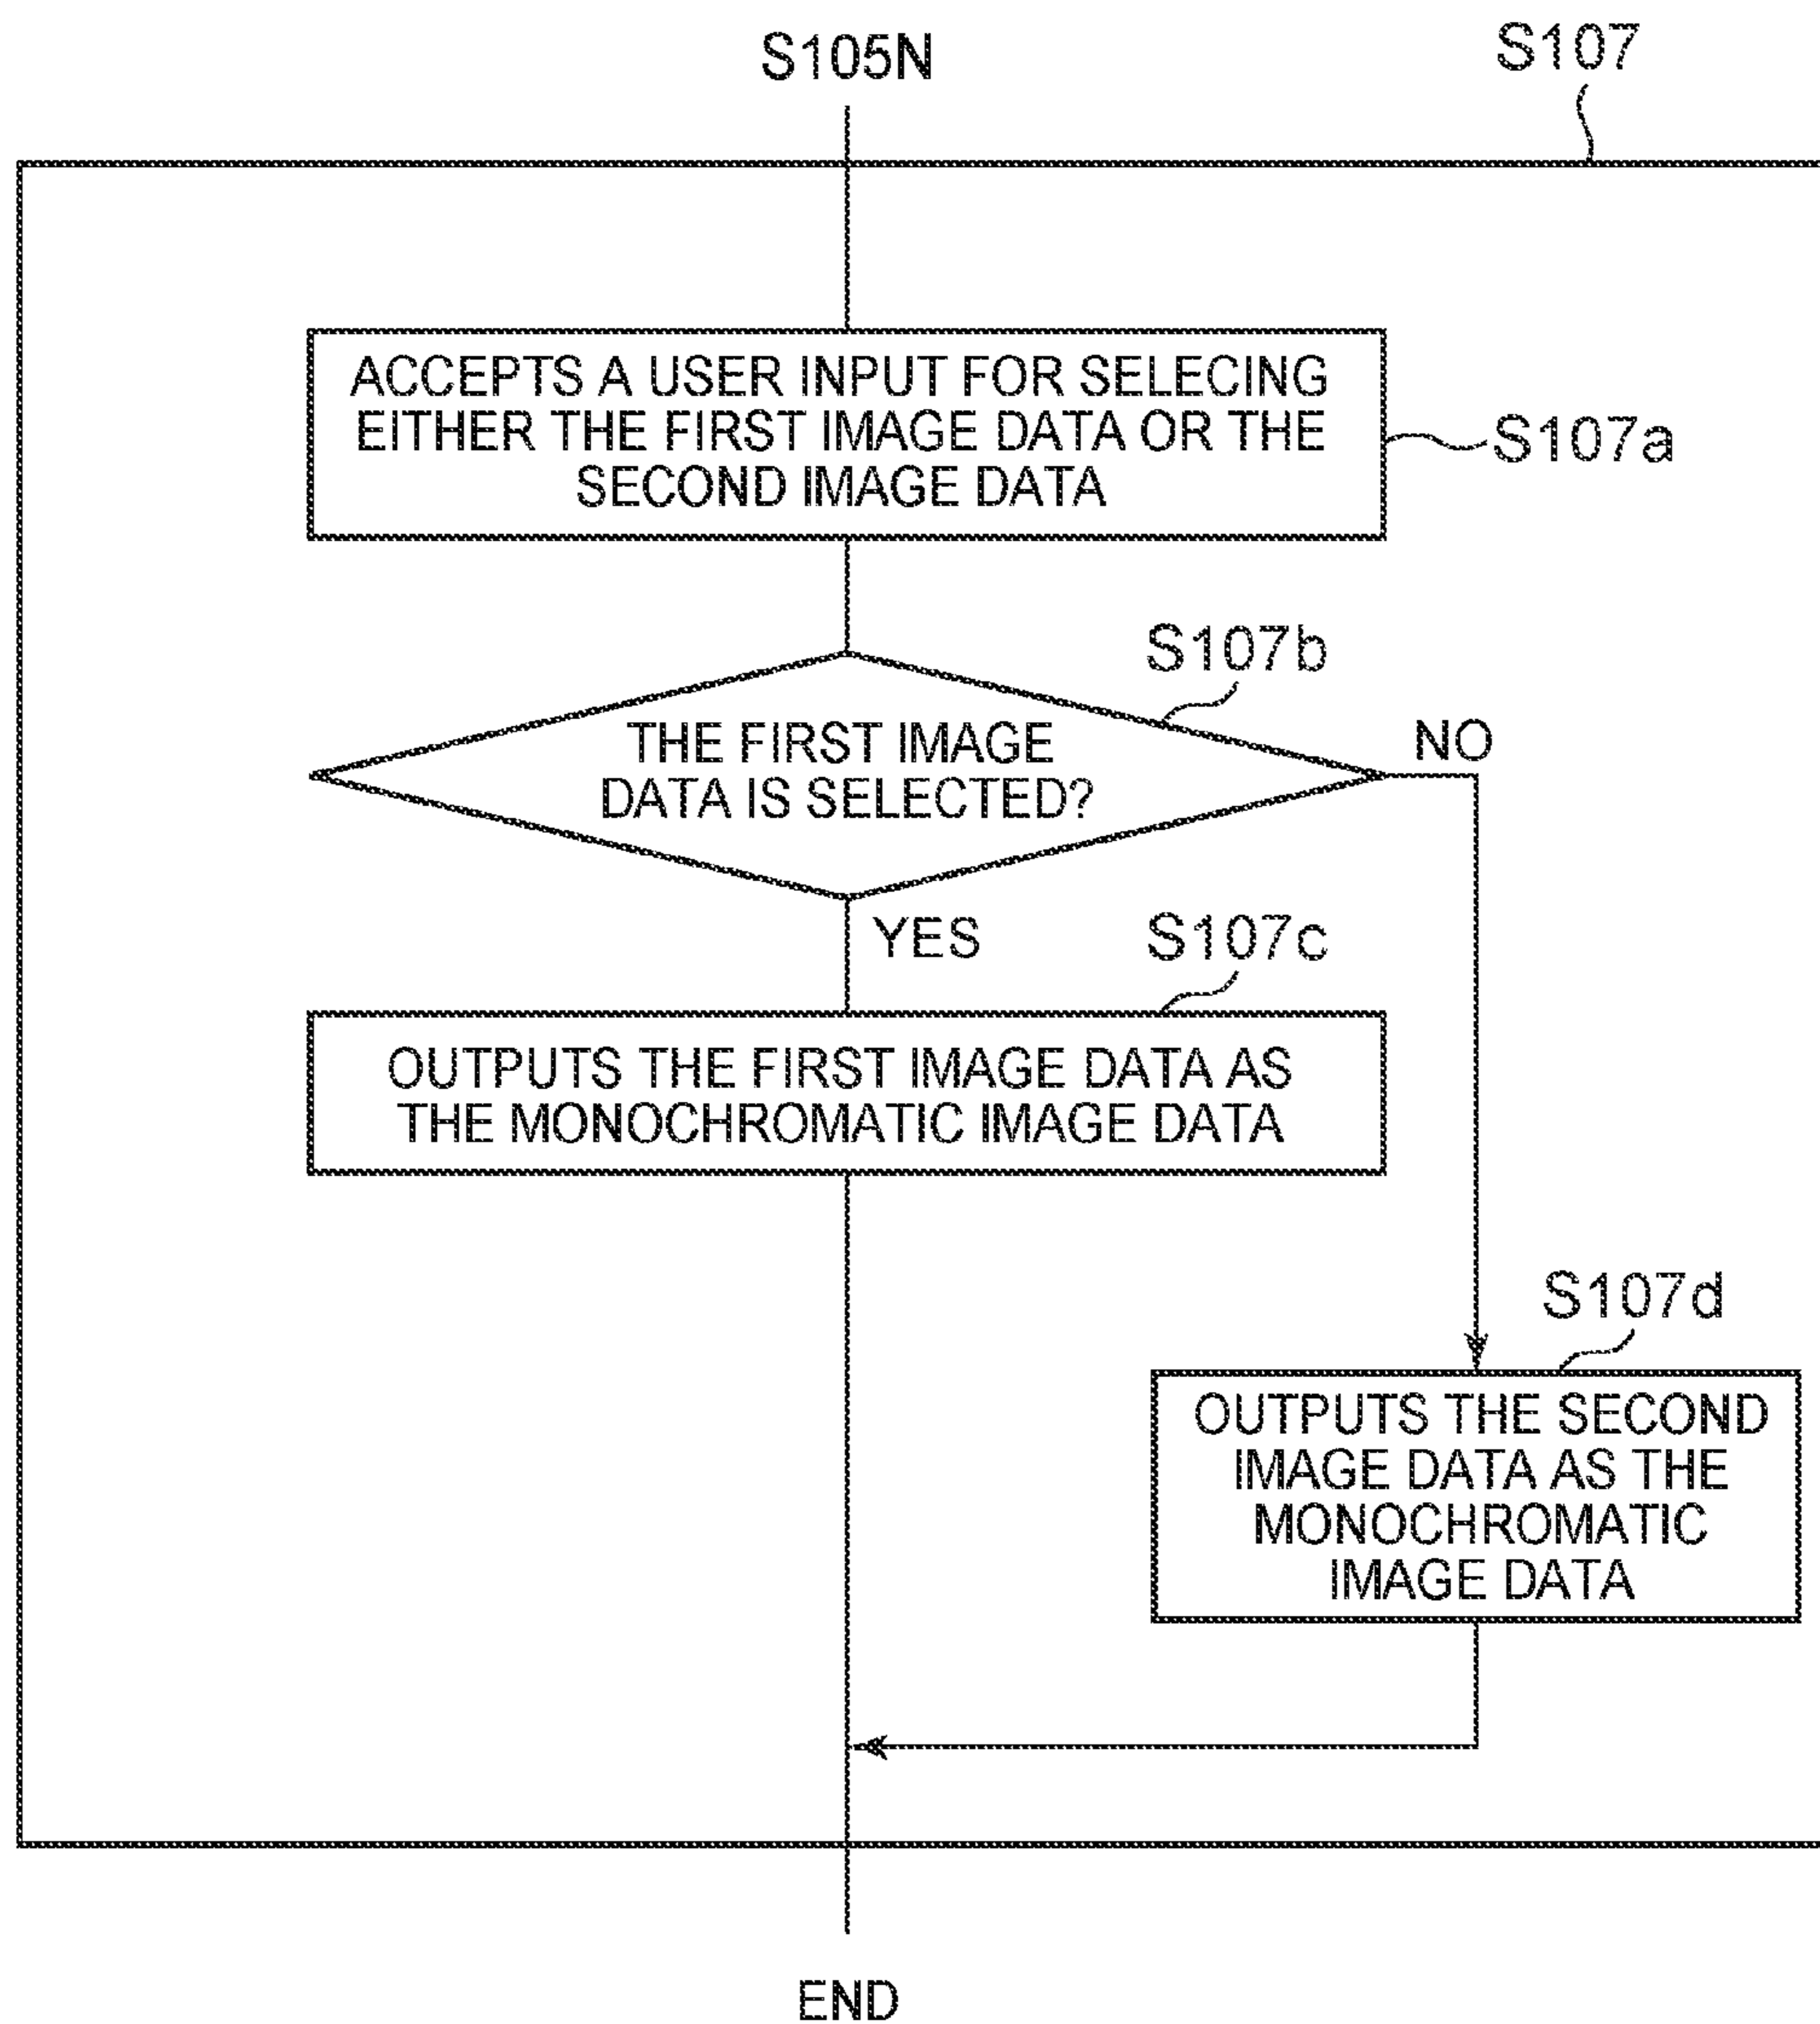 S105N
S107
ACCEPTS A USER INPUT FOR SELECING
EITHER THE FIRST IMAGE DATA OR THE
SECOND IMAGE DATA
S107a
S107b
THE FIRST IMAGE
DATA IS SELECTED?
NO
YES
S107c
OUTPUTS THE FIRST IMAGE DATA AS
THE MONOCHROMATIC IMAGE DATA
S107d
OUTPUTS THE SECOND
IMAGE DATA AS THE
MONOCHROMATIC
IMAGE DATA
END